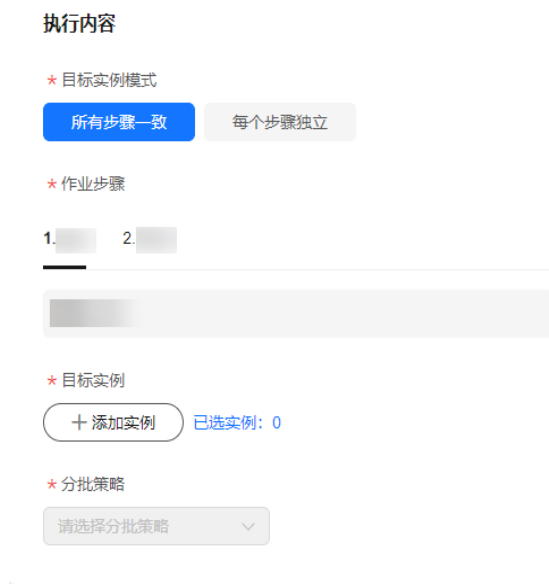 执行内容
* 目标实例模式
所有步骤一致 每个步骤独立
* 作业步骤
1. 2.
* 目标实例
+ 添加实例 已选实例：0
* 分批策略
请选择分批策略